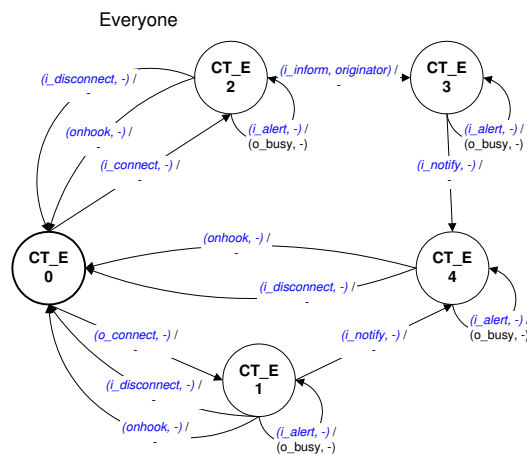 Everyone
CT_E
2
(i_inform, originator) /
-
CT_E
3
(i_disconnect, -) /
-
(i_alert, -) /
(o_busy, -)
(i_alert, -) /
(o_busy, -)
(onhook, -) /
-
(i_connect, -) /
-
(i_notify, -) /
-
(onhook, -) /
-
CT_E
0
CT_E
4
(i_disconnect, -) /
-
(o_connect, -) /
-
(i_notify, -) /
-
(i_alert, -) /
(o_busy, -)
CT_E
1
(i_disconnect, -) /
-
(onhook, -) /
-
(i_alert, -) /
(o_busy, -)